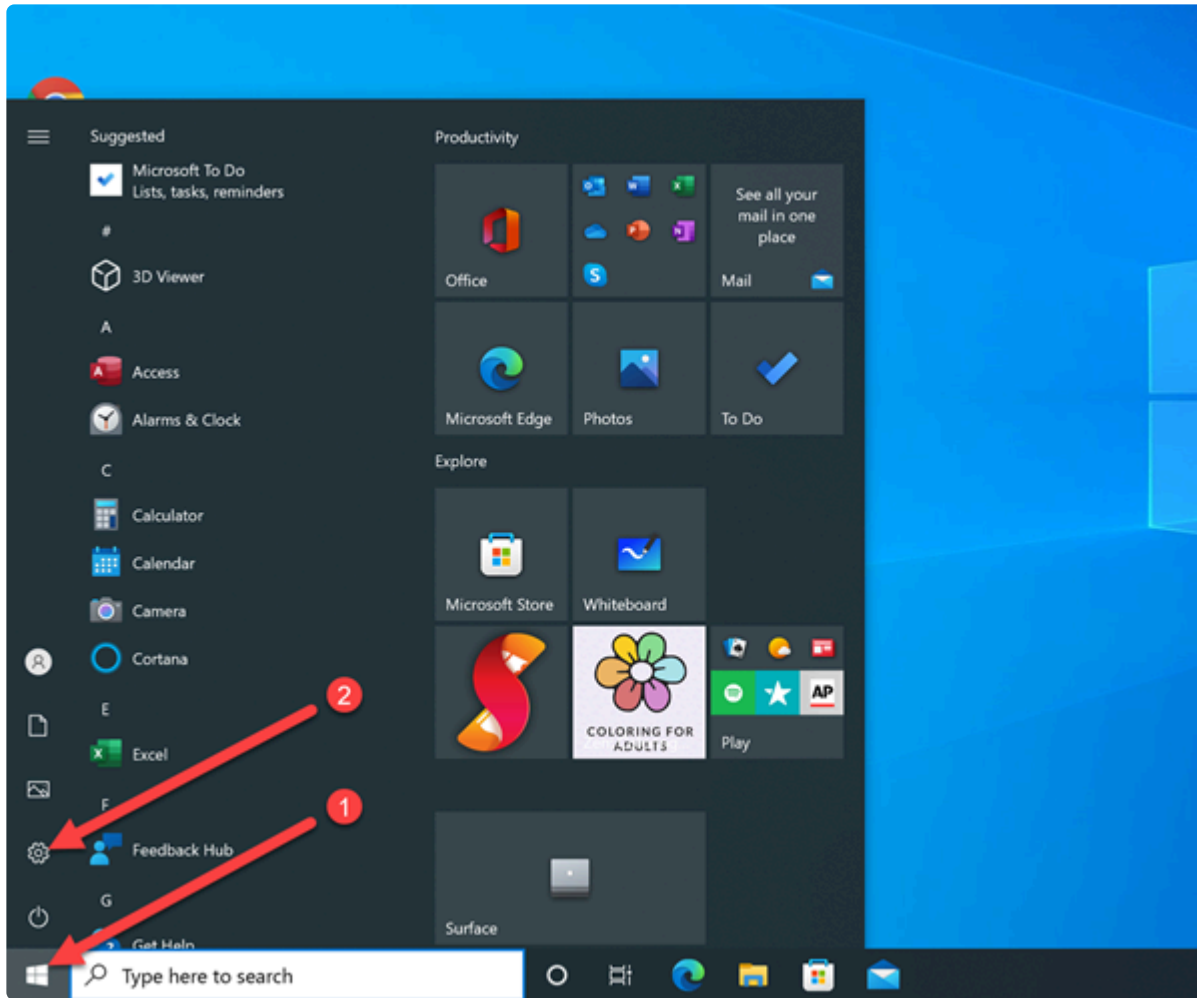 Suggested
Microsoft To Do
Lists, tasks, reminders
#
3D Viewer
A
Access
Alarms & Clock
C
Calculator
Calendar
Camera
Cortana
E
Excel
F
Feedback Hub
G
Get Help
Productivity
Office
See all your
mail in one
place
Mail
Microsoft Edge
Photos
To Do
Explore
Microsoft Store
Whiteboard
COLORING FOR
ADULTS
AP
Play
Surface
2
1
Type here to search